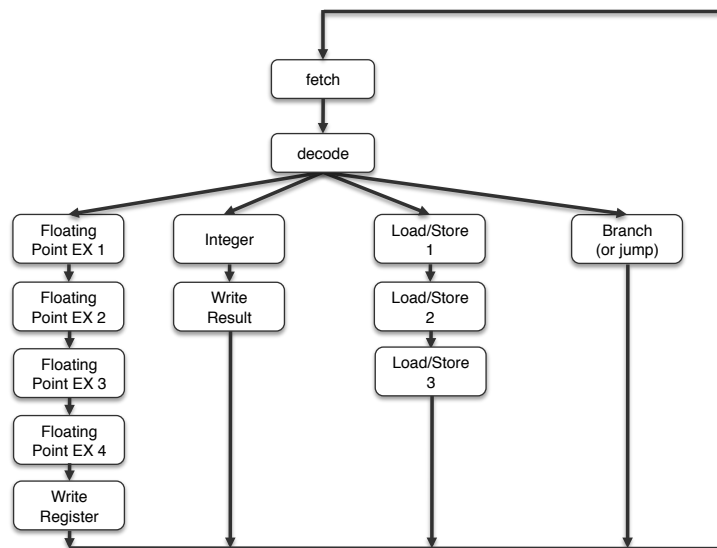 fetch
decode
Floating
Point EX 1
Integer
Load/Store
1
Branch
(or jump)
Floating
Point EX 2
Write
Result
Load/Store
2
Floating
Point EX 3
Load/Store
3
Floating
Point EX 4
Write
Register